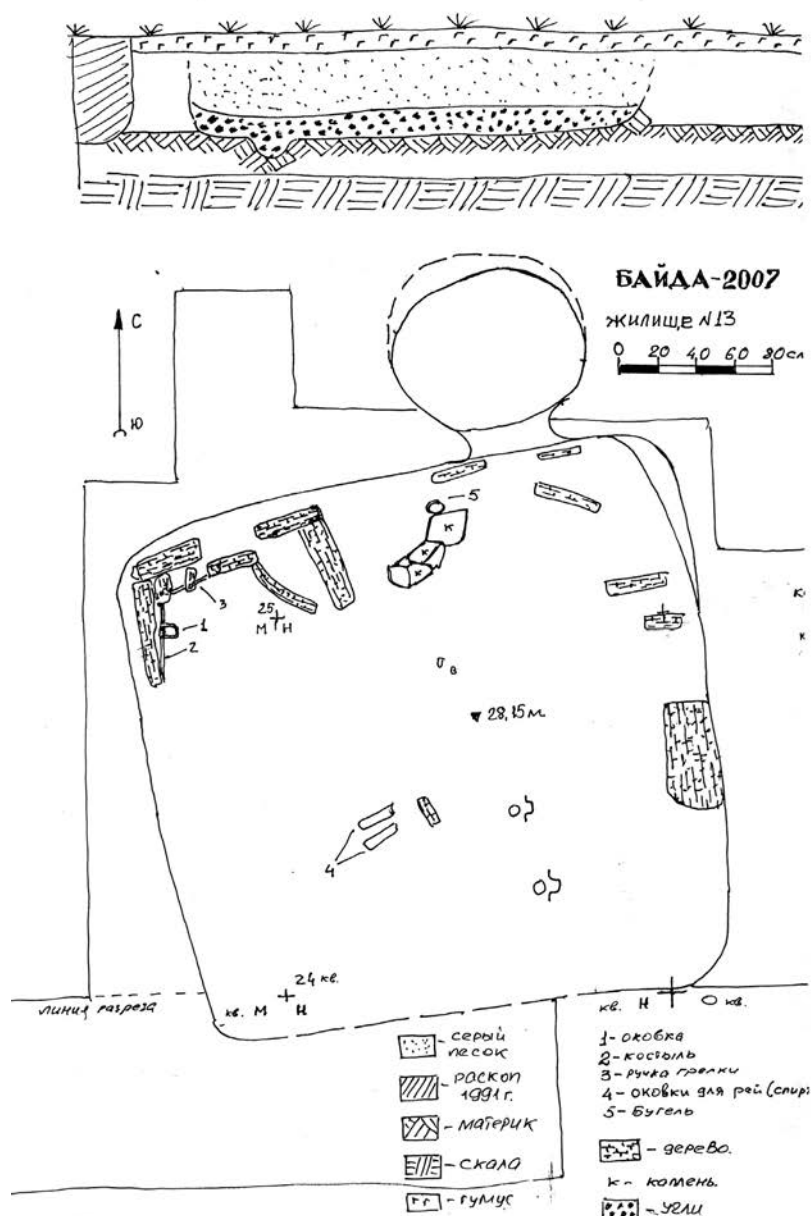 БАЙДА-2007
ЖИЛИЩЕ N13
0 20 40 60 80см
С
Ю
5
к
к
к
3
25
М Н
1
2
к
к
в
28,15м
4
24 кв.
линия разреза
кв. М Н
кв. Н О кв.
- серый
песок
- раскоп
1991 г.
- материк
- скала
- гумус
1- оковка
2- костыль
3- ручка грелки
4- оковки для рей
5- Бугель
- дерево.
к - камень.
- угли